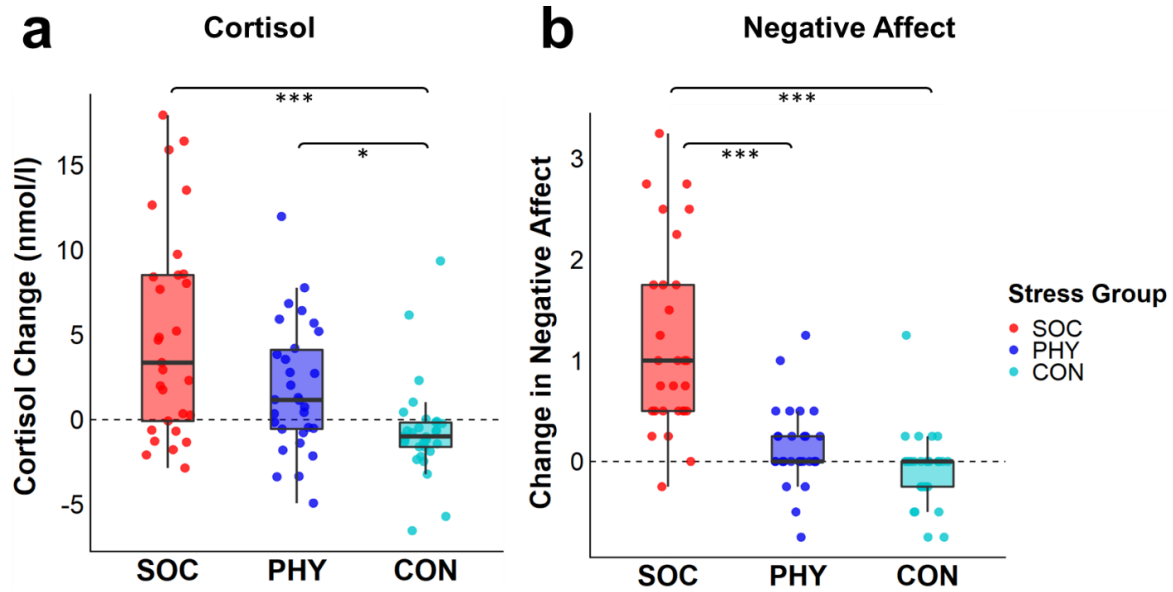 a
Cortisol
***
*
Cortisol Change (nmol/l)
15
10
5
0
-5
SOC
PHY
CON
b
Negative Affect
***
***
Change in Negative Affect
3
2
1
0
SOC
PHY
CON
Stress Group
SOC
PHY
CON